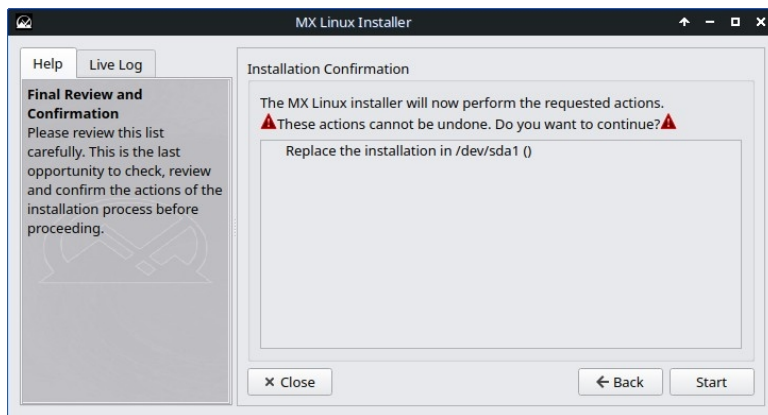 MX Linux Installer
Help
Live Log
Final Review and
Confirmation
Please review this list
carefully. This is the last
opportunity to check, review
and confirm the actions of the
installation process before
proceeding.
Installation Confirmation
The MX Linux installer will now perform the requested actions.
These actions cannot be undone. Do you want to continue?
Replace the installation in /dev/sda1 ()
Close
Back
Start